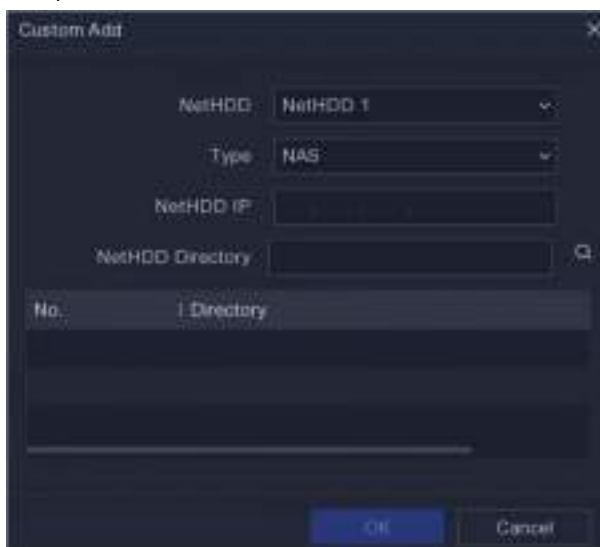 Custom Add
NetHDD NetHDD 1
Type NAS
NetHDD IP
NetHDD Directory
No. Directory
OK Cancel